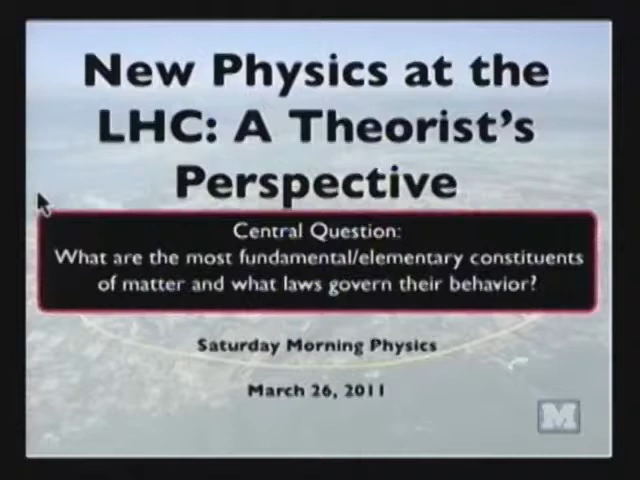 New Physics at the
LHC: A Theorist's
Perspective
Central Question:
What are the most fundamental/elementary constituents
of matter and what laws govern their behavior?
Saturday Morning Physics
March 26, 2011
M